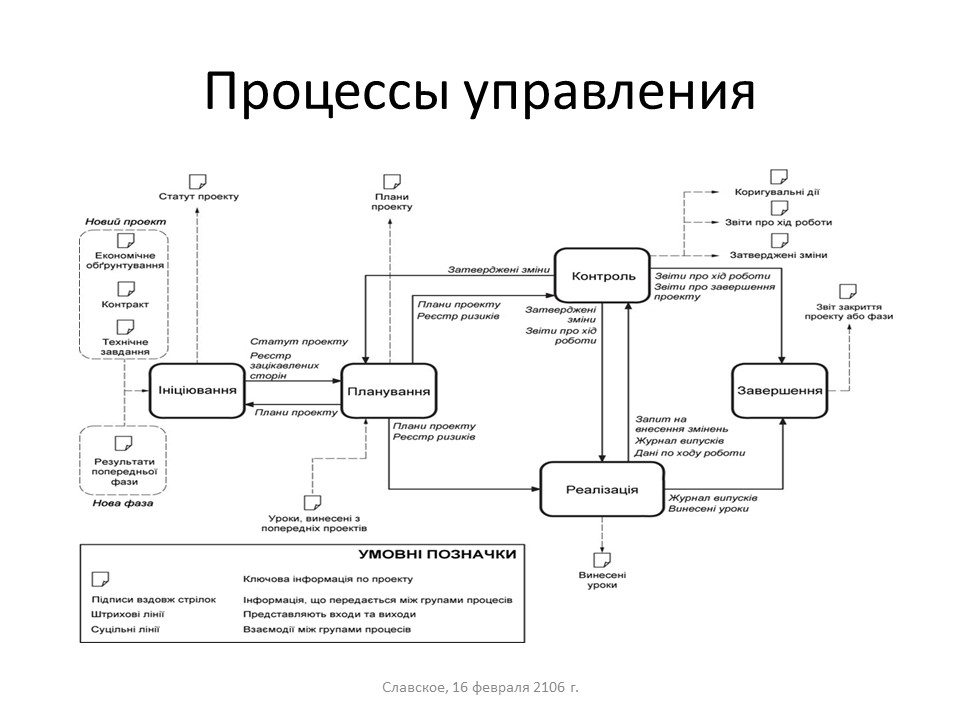 Процессы управления
Статут проекту
Плани
проекту
Коригувальні дії
Звіти про хід роботи
Затверджені зміни
Новий проект
Економічне
обґрунтування
Контракт
Технічне
завдання
Затверджені зміни
Контроль
Звіти про хід роботи
Звіти про завершення
проекту
Плани проекту
Реєстр ризиків
Затверджені
зміни
Звіти про хід
роботи
Звіт закриття
проекту або фази
Статут проекту
Реєстр
зацікавлених
сторін
Ініціювання
Планування
Завершення
Плани проекту
Плани проекту
Реєстр ризиків
Запит на
внесення змінень
Журнал випусків
Дані по ходу роботи
Результати
попередньої
фази
Нова фаза
Реалізація
Журнал випусків
Винесені уроки
Уроки, винесені з
попередніх проектів
Винесені
уроки
УМОВНІ ПОЗНАЧКИ
Ключова інформація по проекту
Підписи вздовж стрілок Інформація, що передається між групами процесів
Штрихові лінії Представляють входи та виходи
Суцільні лінії Взаємодії між групами процесів
Славское, 16 февраля 2106 г.